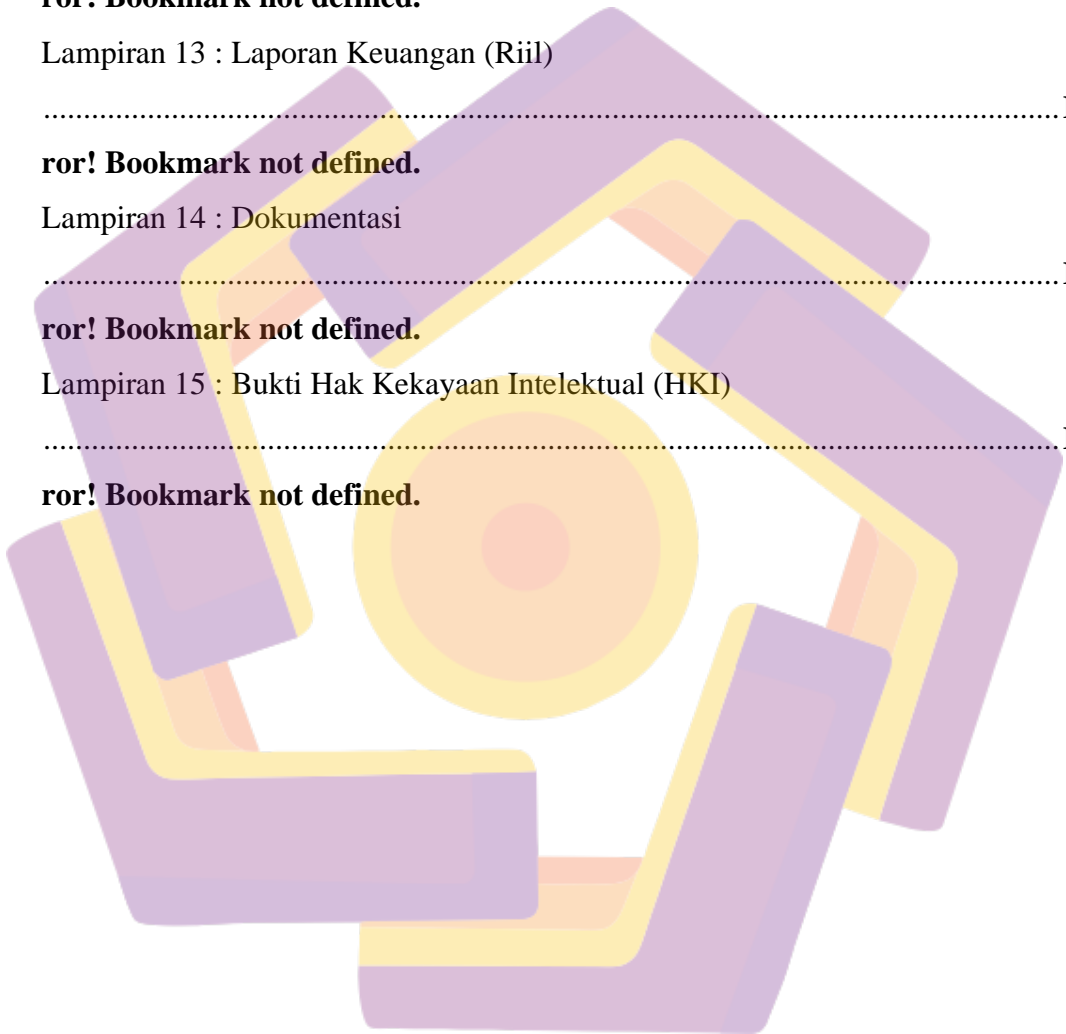 ror! Bookmark not defined.
Lampiran 13 : Laporan Keuangan (Riil)
....................................................................................................................................................
ror! Bookmark not defined.
Lampiran 14 : Dokumentasi
....................................................................................................................................................
ror! Bookmark not defined.
Lampiran 15 : Bukti Hak Kekayaan Intelektual (HKI)
....................................................................................................................................................
ror! Bookmark not defined.